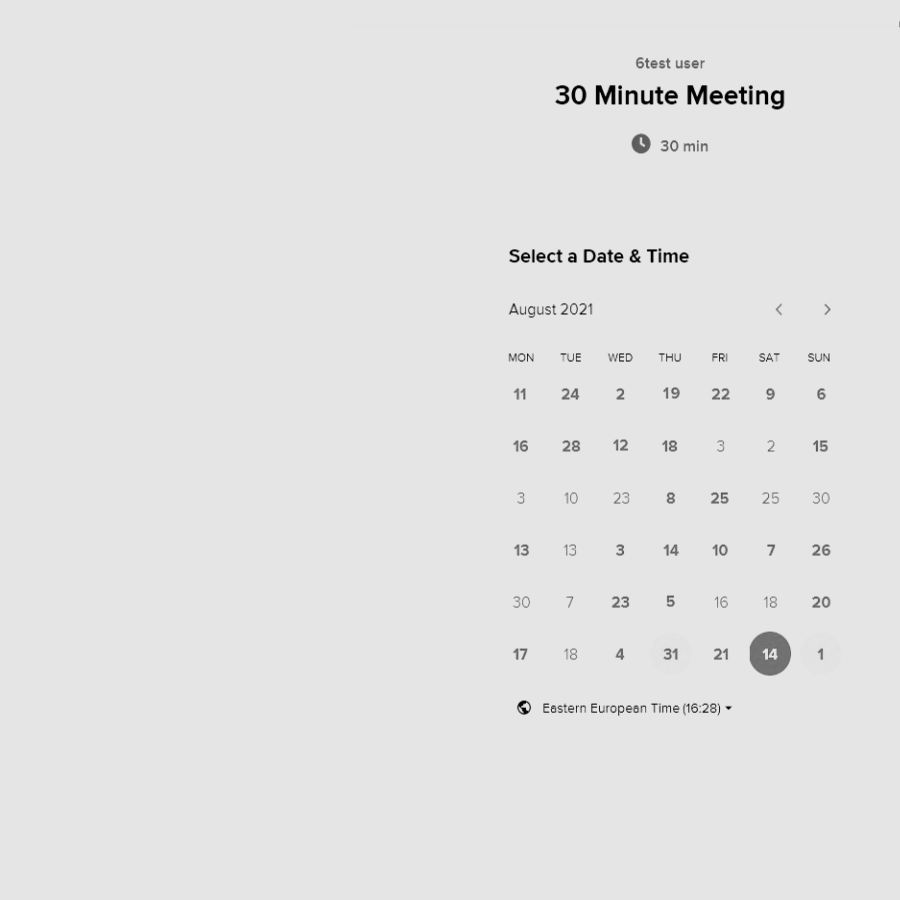 6test user
30 Minute Meeting
30 min
Select a Date & Time
August 2021
MON TUE WED THU FRI SAT SUN
11 24 2 19 22 9 6
16 28 12 18 3 2 15
3 10 23 8 25 25 30
13 13 3 14 10 7 26
30 7 23 5 16 18 20
17 18 4 31 21 14 1
Eastern European Time (16:28)